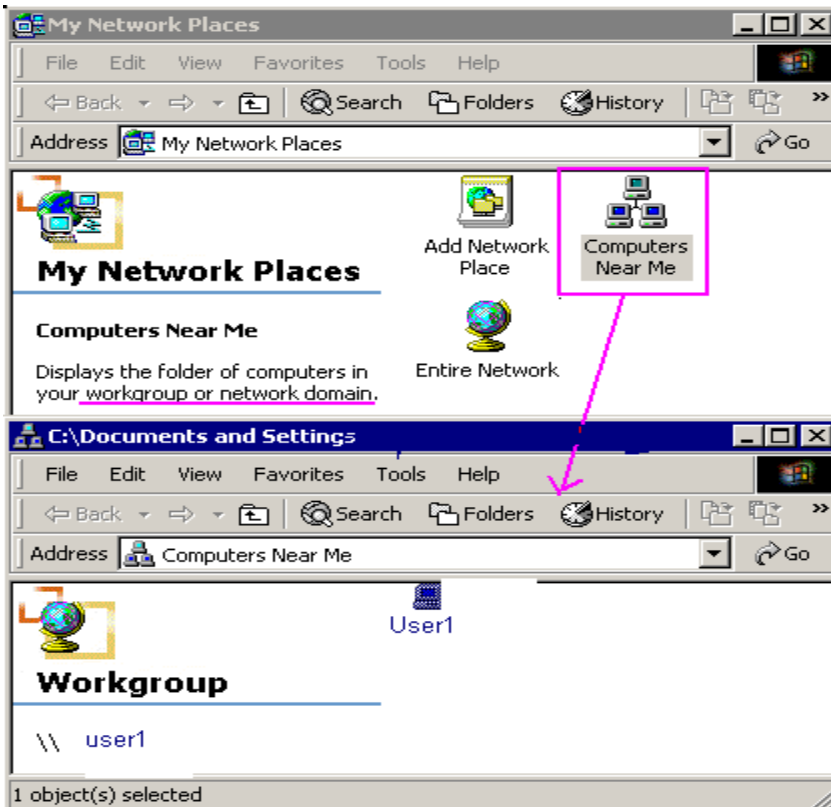 My Network Places
File Edit View Favorites Tools Help
Back Search Folders History »
Address My Network Places Go
Add Network
Place
Computers
Near Me
My Network Places
Entire Network
Computers Near Me
Displays the folder of computers in
your workgroup or network domain.
C:\Documents and Settings
File Edit View Favorites Tools Help
Back Search Folders History »
Address Computers Near Me Go
User1
Workgroup
\\ user1
1 object(s) selected